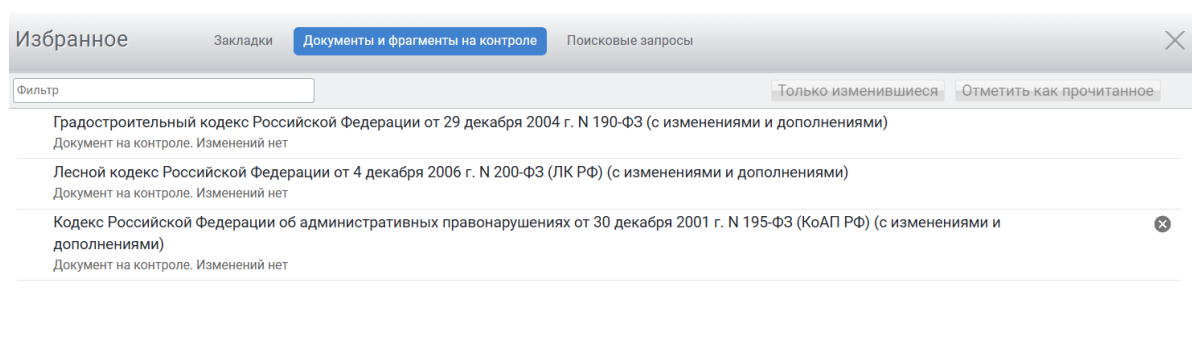 Избранное Закладки Документы и фрагменты на контроле Поисковые запросы
Фильтр Только изменившиеся Отметить как прочитанное
Градостроительный кодекс Российской Федерации от 29 декабря 2004 г. N 190-ФЗ (с изменениями и дополнениями)
Документ на контроле. Изменений нет
Лесной кодекс Российской Федерации от 4 декабря 2006 г. N 200-ФЗ (ЛК РФ) (с изменениями и дополнениями)
Документ на контроле. Изменений нет
Кодекс Российской Федерации об административных правонарушениях от 30 декабря 2001 г. N 195-ФЗ (КоАП РФ) (с изменениями и
дополнениями)
Документ на контроле. Изменений нет